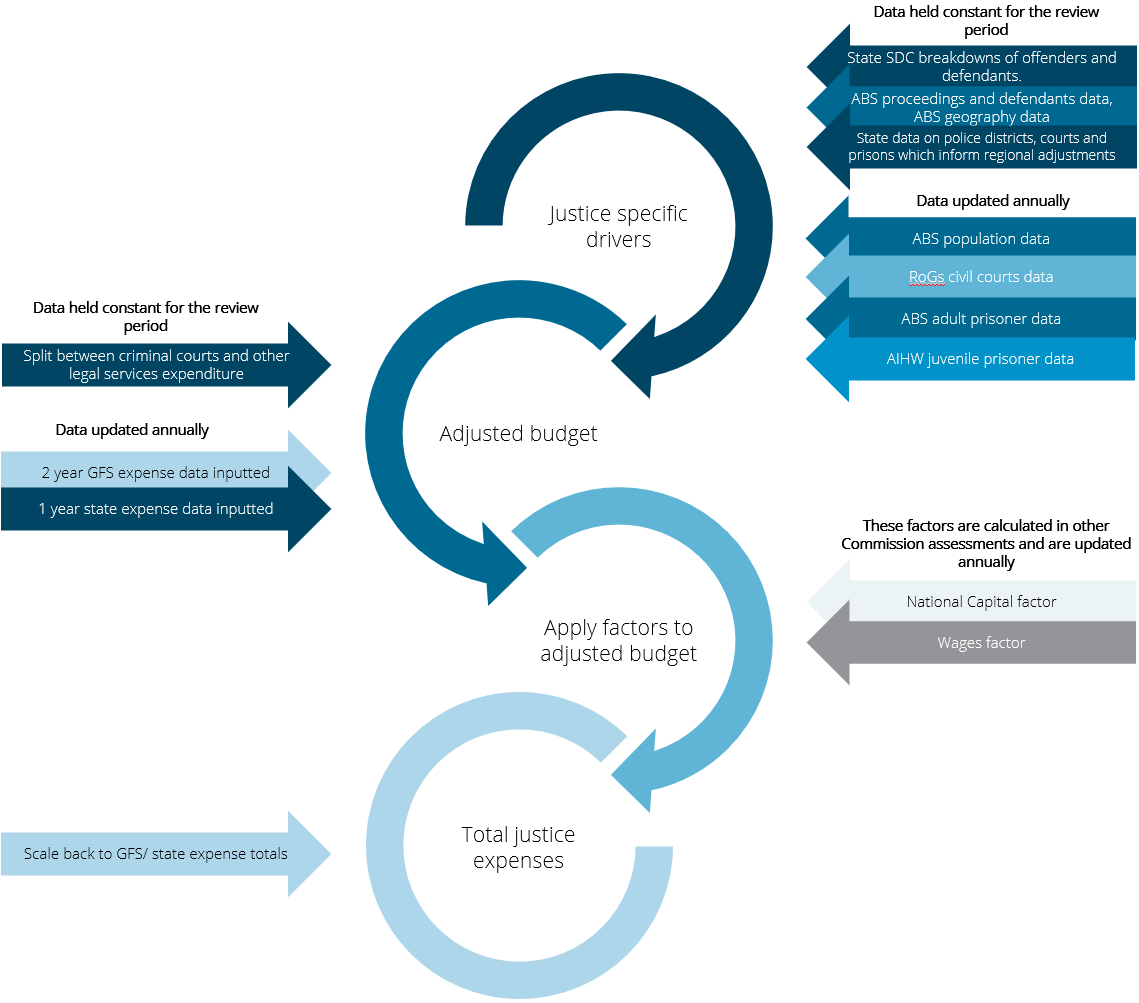 Data held constant for the review
period
State SDC breakdowns of offenders and
defendants.
ABS proceedings and defendants data,
ABS geography data
State data on police districts, courts and
prisons which inform regional adjustments
Justice specific
drivers
Data updated annually
ABS population data
RoGs civil courts data
ABS adult prisoner data
AIHW juvenile prisoner data
Data held constant for the review
period
Split between criminal courts and other
legal services expenditure
Data updated annually
2 year GFS expense data inputted
1 year state expense data inputted
Adjusted budget
These factors are calculated in other
Commission assessments and are updated
annually
National Capital factor
Wages factor
Apply factors to
adjusted budget
Total justice
expenses
Scale back to GFS/ state expense totals